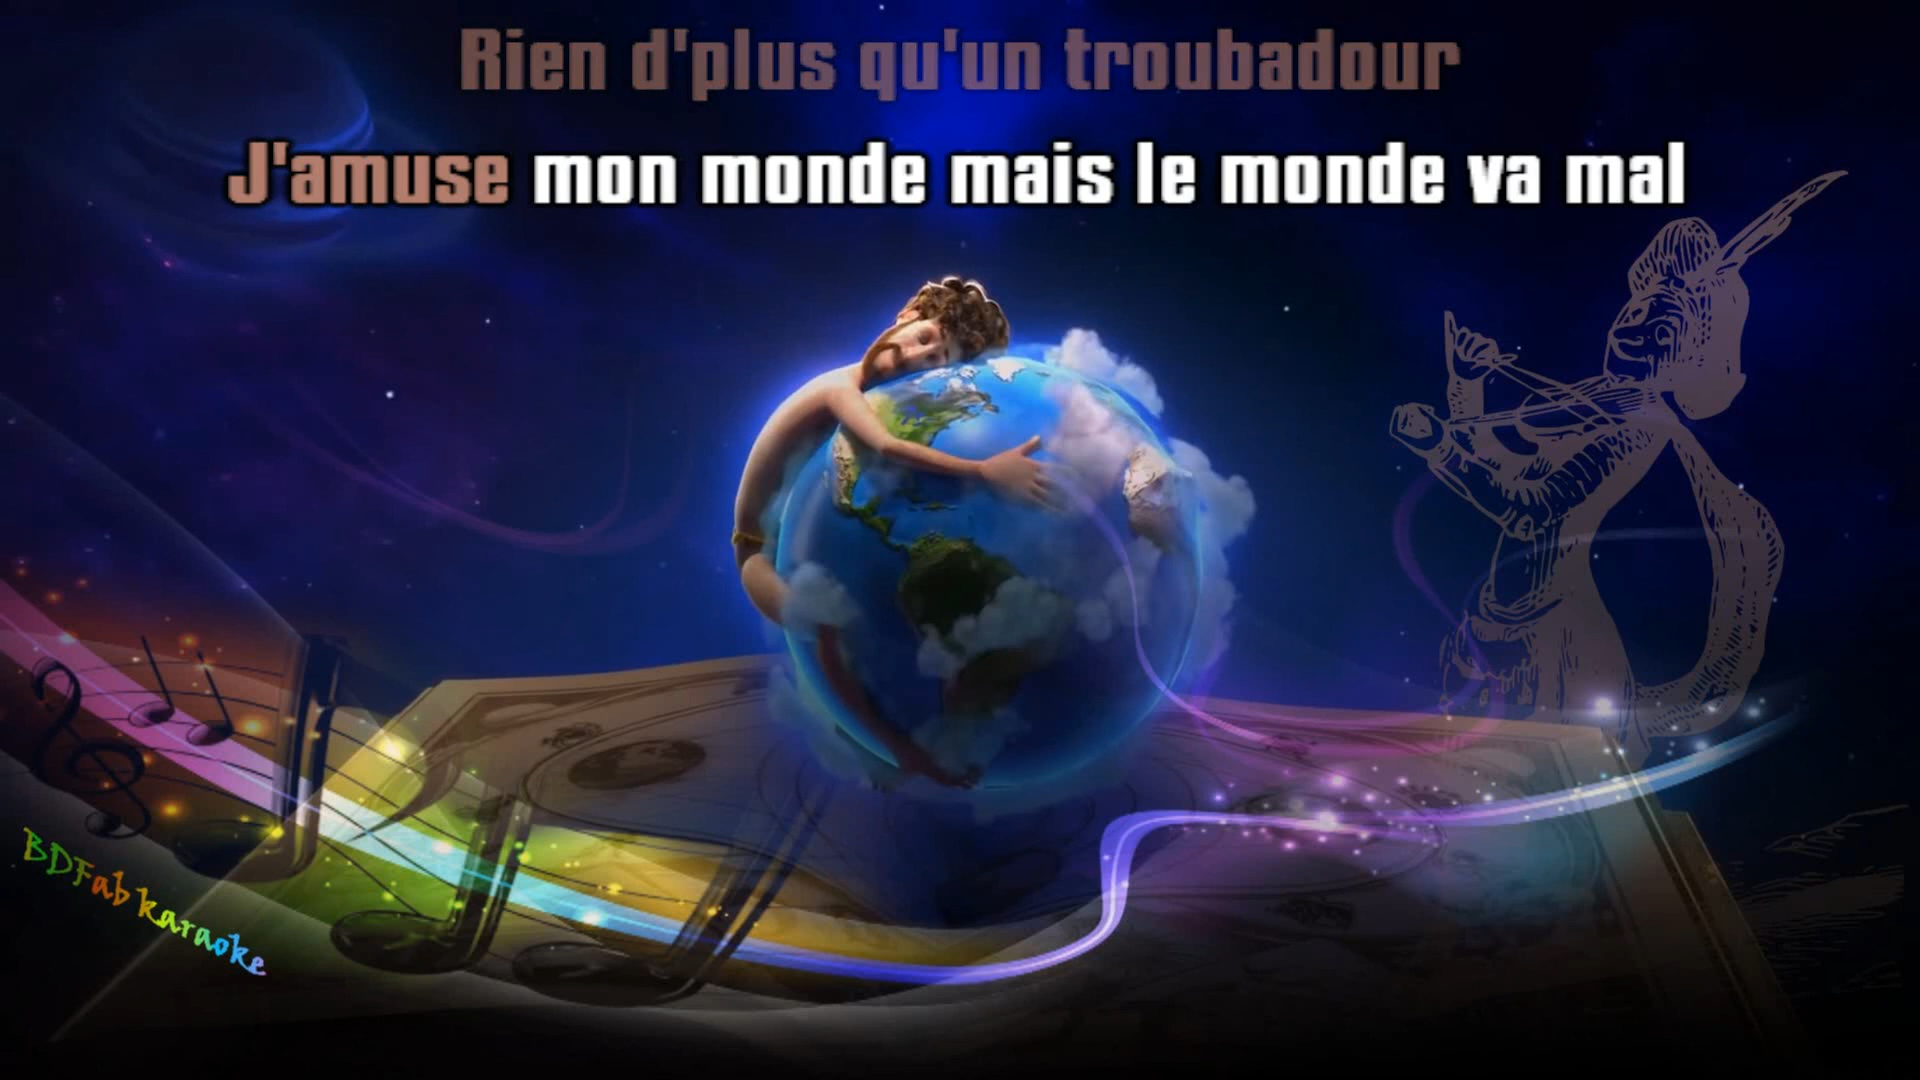 Rien d'plus qu'un troubadour
J'amuse mon monde mais le monde va mal
BDFab karaoke